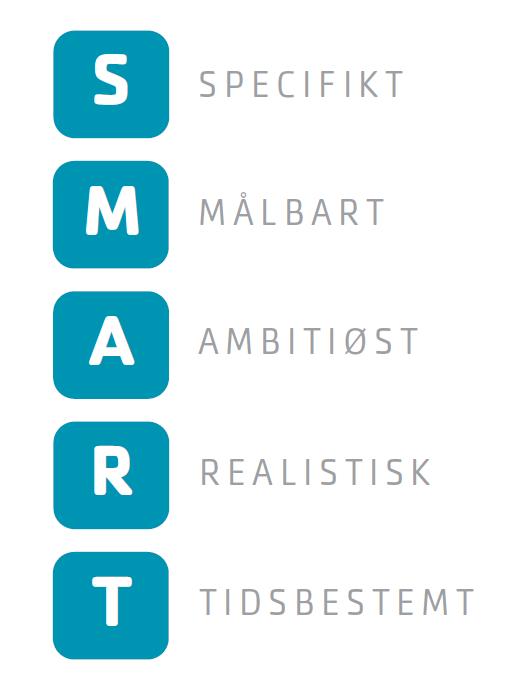 S SPECIFIKT
M MÅLBART
A AMBITIØST
R REALISTISK
T TIDSBESTEMT